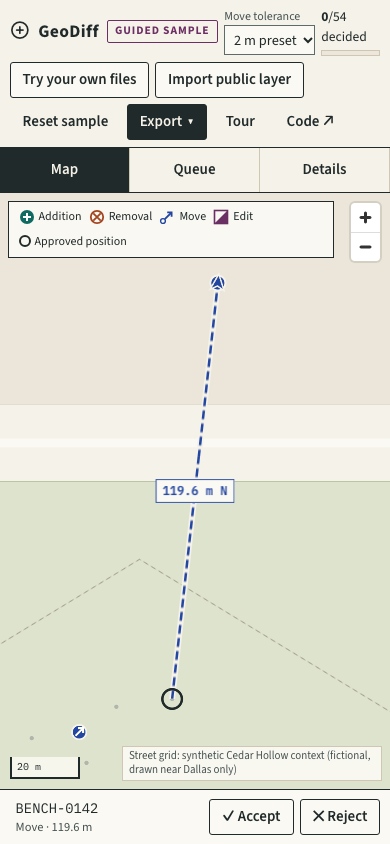 GeoDiff
GUIDED SAMPLE
Move tolerance
2 m preset
0/54
decided
Try your own files
Import public layer
Reset sample
Export ▾
Tour
Code ↗
Map
Queue
Details
Addition
Removal
Move
Edit
Approved position
+
−
119.6 m N
20 m
Street grid: synthetic Cedar Hollow context (fictional,
drawn near Dallas only)
BENCH-0142
Move · 119.6 m
✓ Accept
✕ Reject